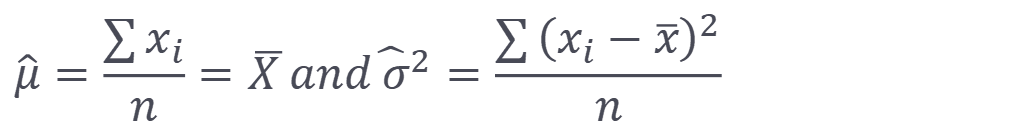 μ̂ = ∑ xᵢ / n = X̅ and σ̂² = ∑ (xᵢ − x̅)² / n